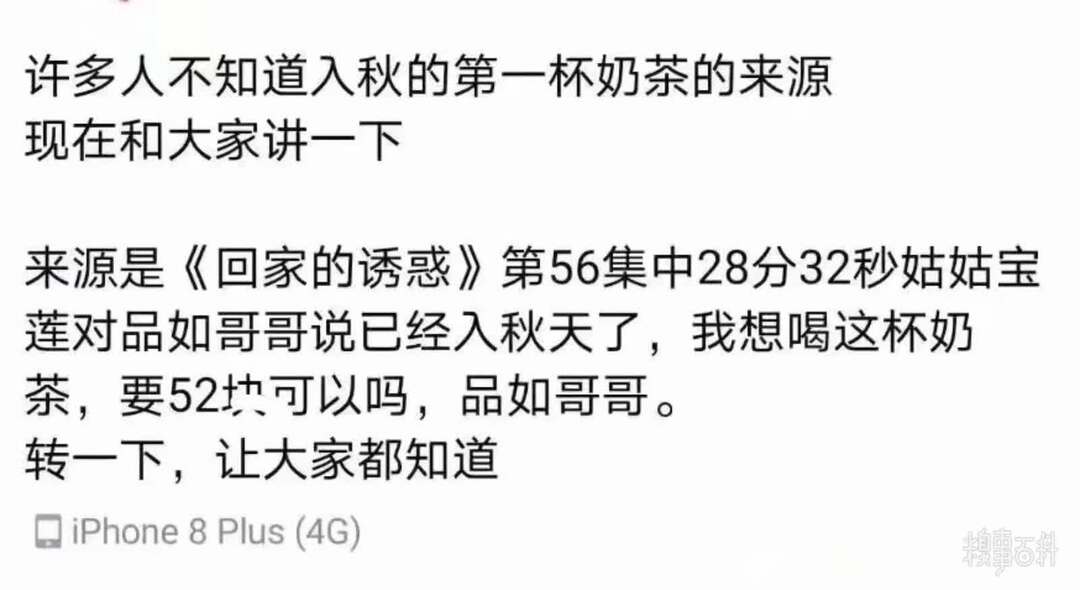 许多人不知道入秋的第一杯奶茶的来源
现在和大家讲一下
来源是《回家的诱惑》第56集中28分32秒姑姑宝
莲对品如哥哥说已经入秋天了，我想喝这杯奶
茶，要52块可以吗，品如哥哥。
转一下，让大家都知道
iPhone 8 Plus (4G)
糗事百科